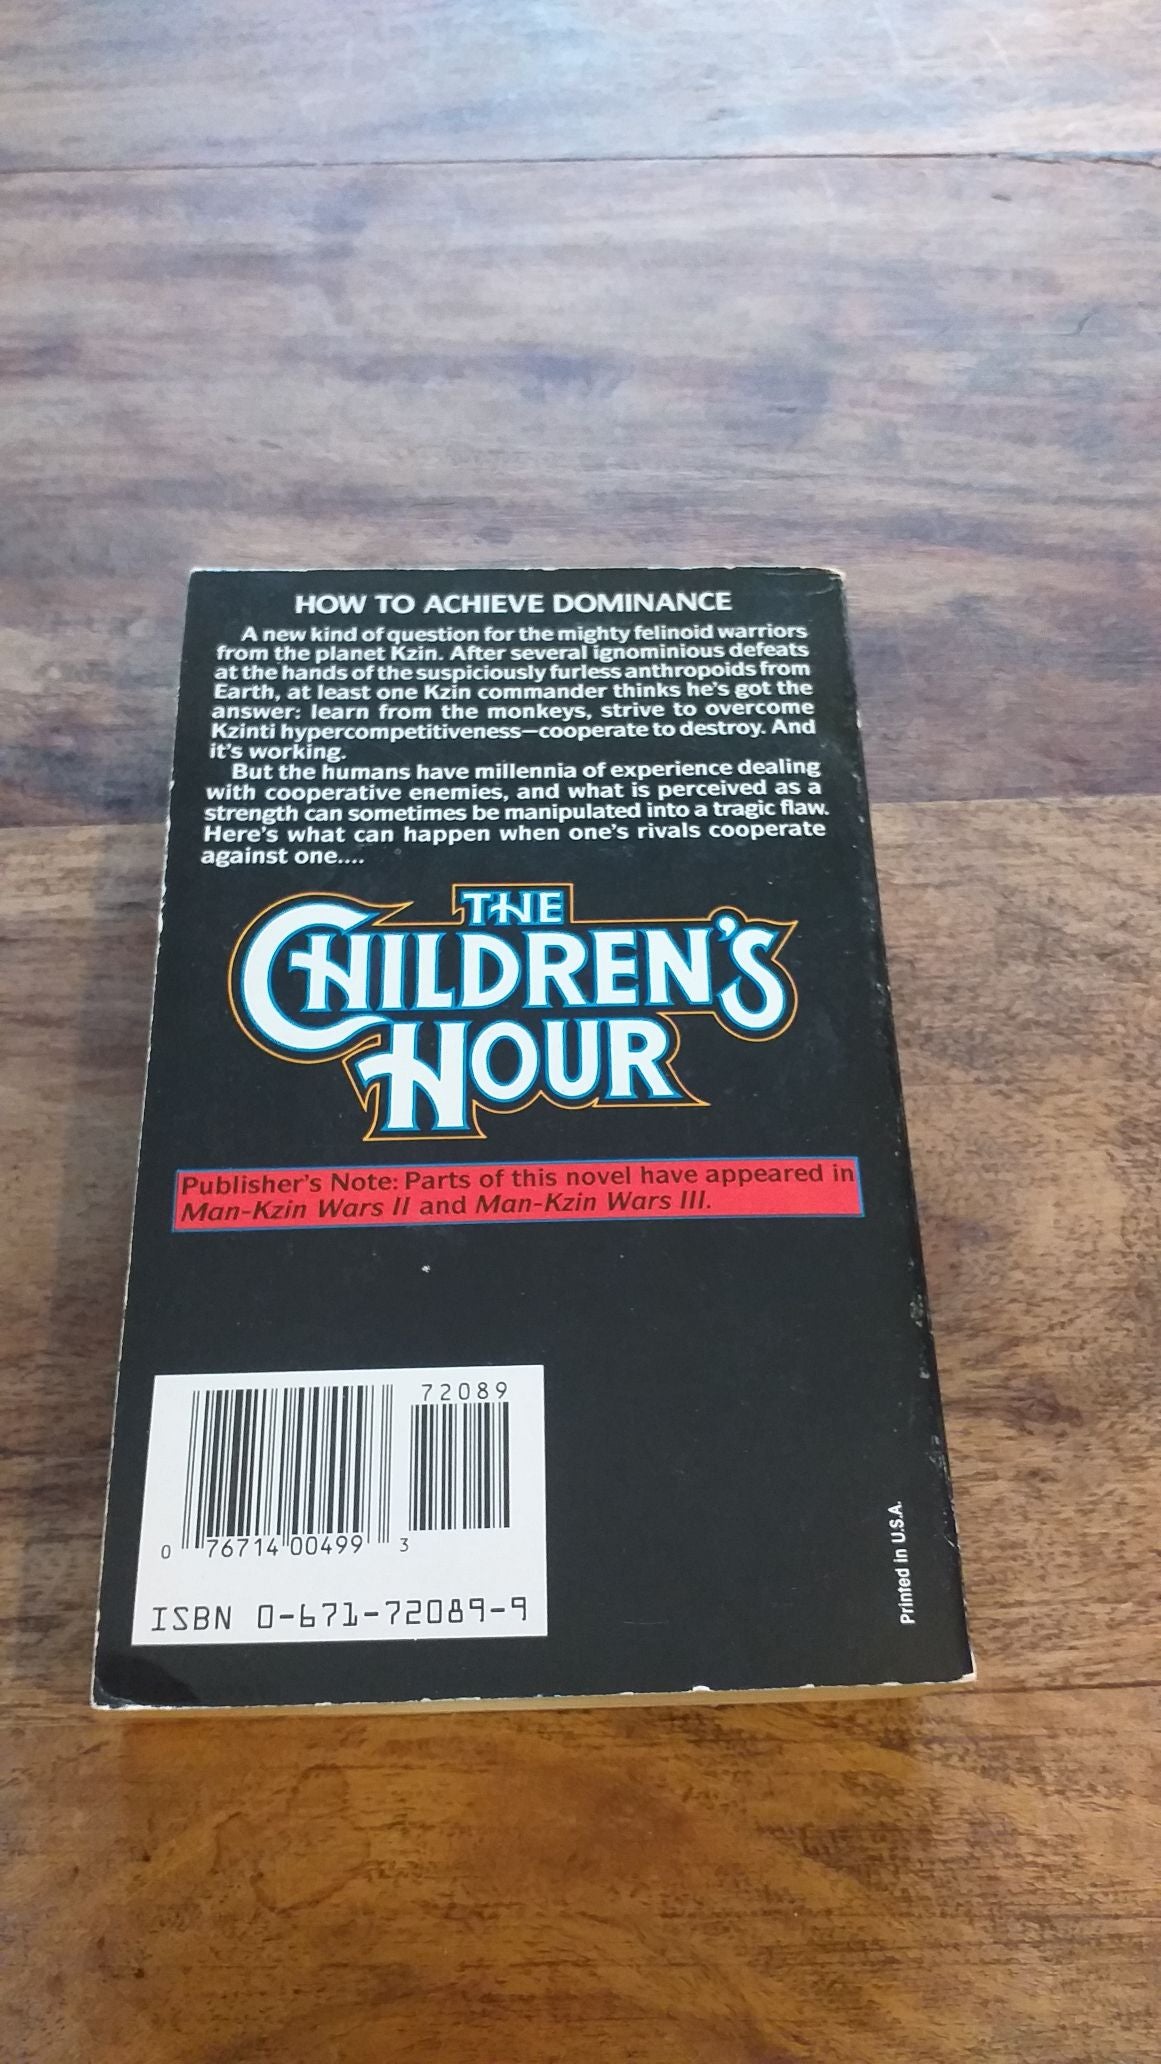 HOW TO ACHIEVE DOMINANCE
A new kind of question for the mighty felinoid warriors
from the planet Kzin. After several ignominious defeats
at the hands of the suspiciously furless anthropoids from
Earth, at least one Kzin commander thinks he's got the
answer: learn from the monkeys, strive to overcome
Kzinti hypercompetitiveness—cooperate to destroy. And
it's working.
But the humans have millennia of experience dealing
with cooperative enemies, and what is perceived as a
strength can sometimes be manipulated into a tragic flaw.
Here's what can happen when one's rivals cooperate
against one....
THE
CHILDREN'S
HOUR
Publisher's Note: Parts of this novel have appeared in
Man-Kzin Wars II and Man-Kzin Wars III.
72089
0 76714 00499 3
ISBN 0-671-72089-9
Printed in U.S.A.